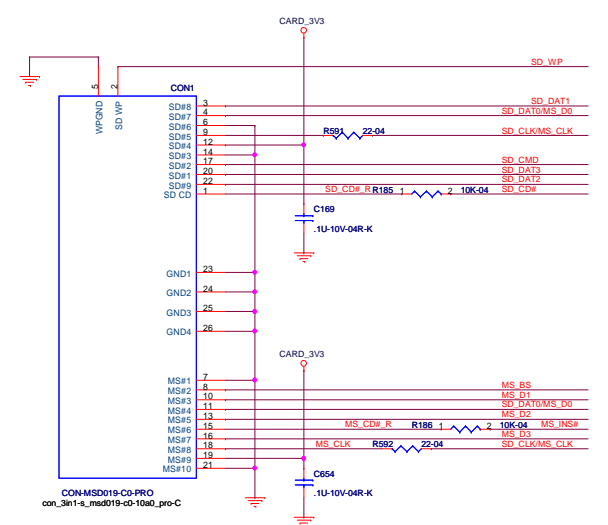 CARD_3V3
SD_WP
5
2
CON1
WPGND
SD WP
SD#8 3 SD_DAT1
SD#7 4 SD_DAT0/MS_D0
SD#6 6
SD#5 9 R591 22-04 SD_CLK/MS_CLK
SD#4 12
SD#3 14
SD#2 17 SD_CMD
SD#1 20 SD_DAT3
SD#9 22 SD_DAT2
SD CD 1 SD_CD#_R R185 1 2 10K-04 SD_CD#
C169
.1U-10V-04R-K
GND1 23
GND2 24
GND3 25
GND4 26
CARD_3V3
MS#1 7
MS#2 8 MS_BS
MS#3 10 MS_D1
MS#4 11 SD_DAT0/MS_D0
MS#5 13 MS_D2
MS#6 15 MS_CD#_R R186 1 2 10K-04 MS_INS#
MS#7 16 MS_D3
MS#8 18 MS_CLK R592 22-04 SD_CLK/MS_CLK
MS#9 19
MS#10 21
C654
.1U-10V-04R-K
CON-MSD019-C0-PRO
con_3in1-s_msd019-c0-10a0_pro-C